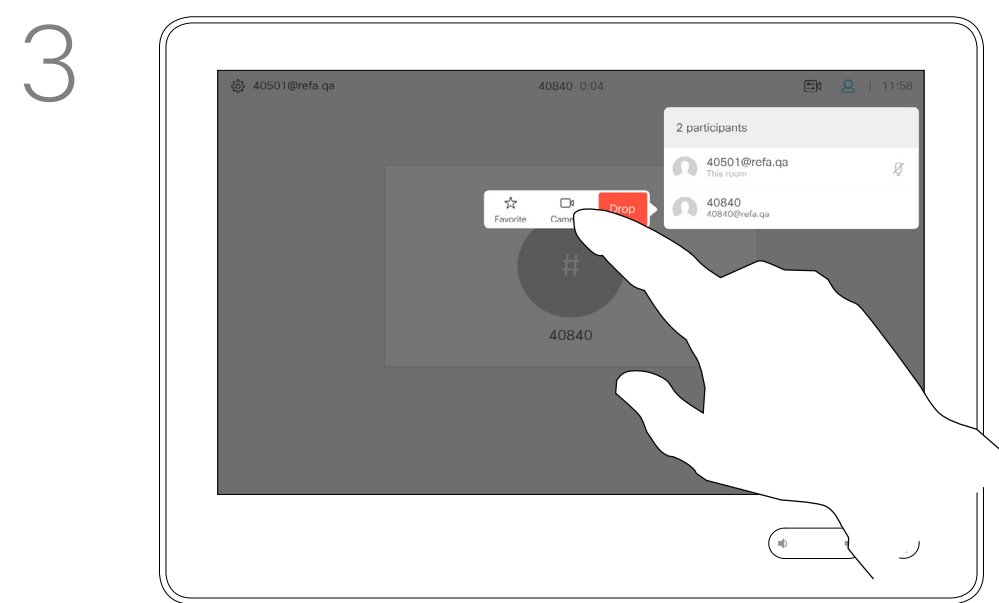 3
40501@refa.qa
40840 0:04
| 11:58
2 participants
40501@refa.qa
This room
40840
40840@refa.qa
Favorite
Drop
#
40840